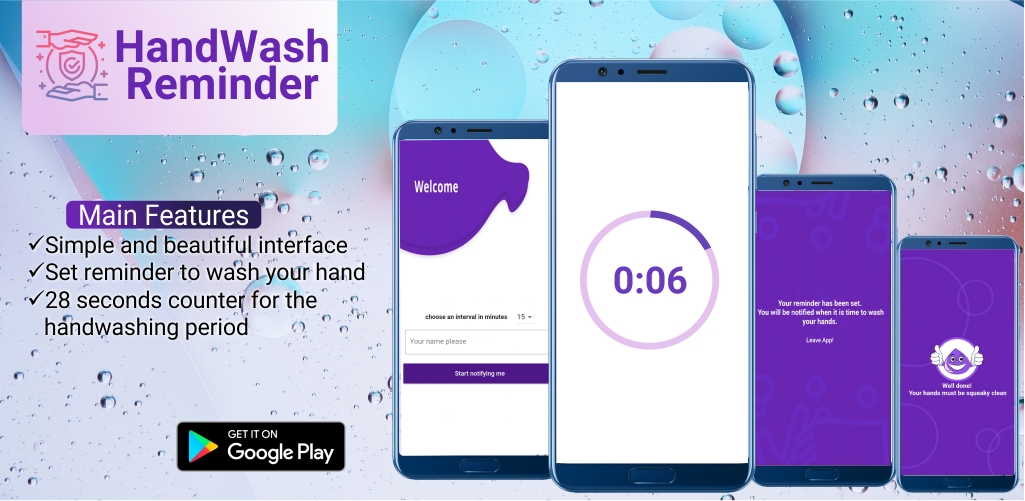 HandWash
Reminder
Main Features
✓Simple and beautiful interface
✓Set reminder to wash your hand
✓28 seconds counter for the
handwashing period
GET IT ON
Google Play
Welcome
choose an interval in minutes 15
Your name please
Start notifying me
0:06
Your reminder has been set.
You will be notified when it is time to wash
your hands.
Leave App!
Well done!
Your hands must be squeaky clean